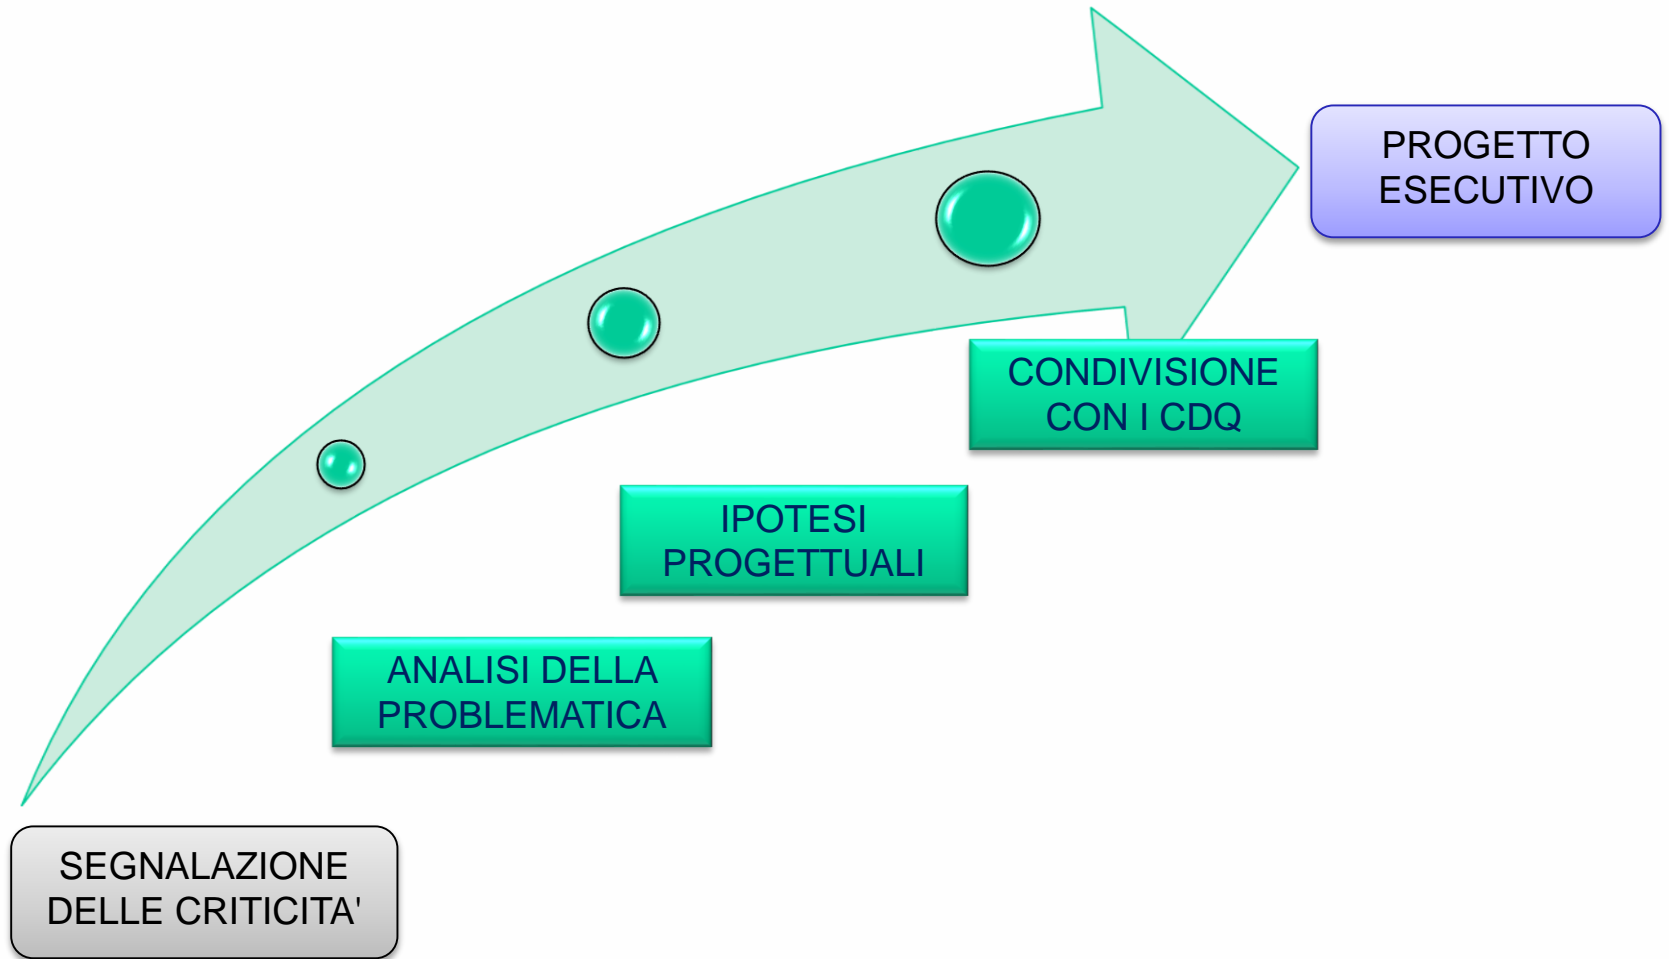 PROGETTO
ESECUTIVO
CONDIVISIONE
CON I CDQ
IPOTESI
PROGETTUALI
ANALISI DELLA
PROBLEMATICA
SEGNALAZIONE
DELLE CRITICITA'